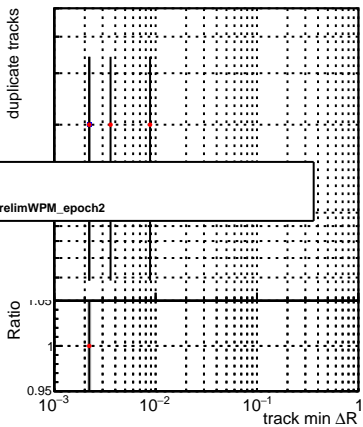 duplicate tracks
relimWPM_epoch2
Ratio
1.05
1
0.95
10⁻³ 10⁻² 10⁻¹ 1
track min ΔR